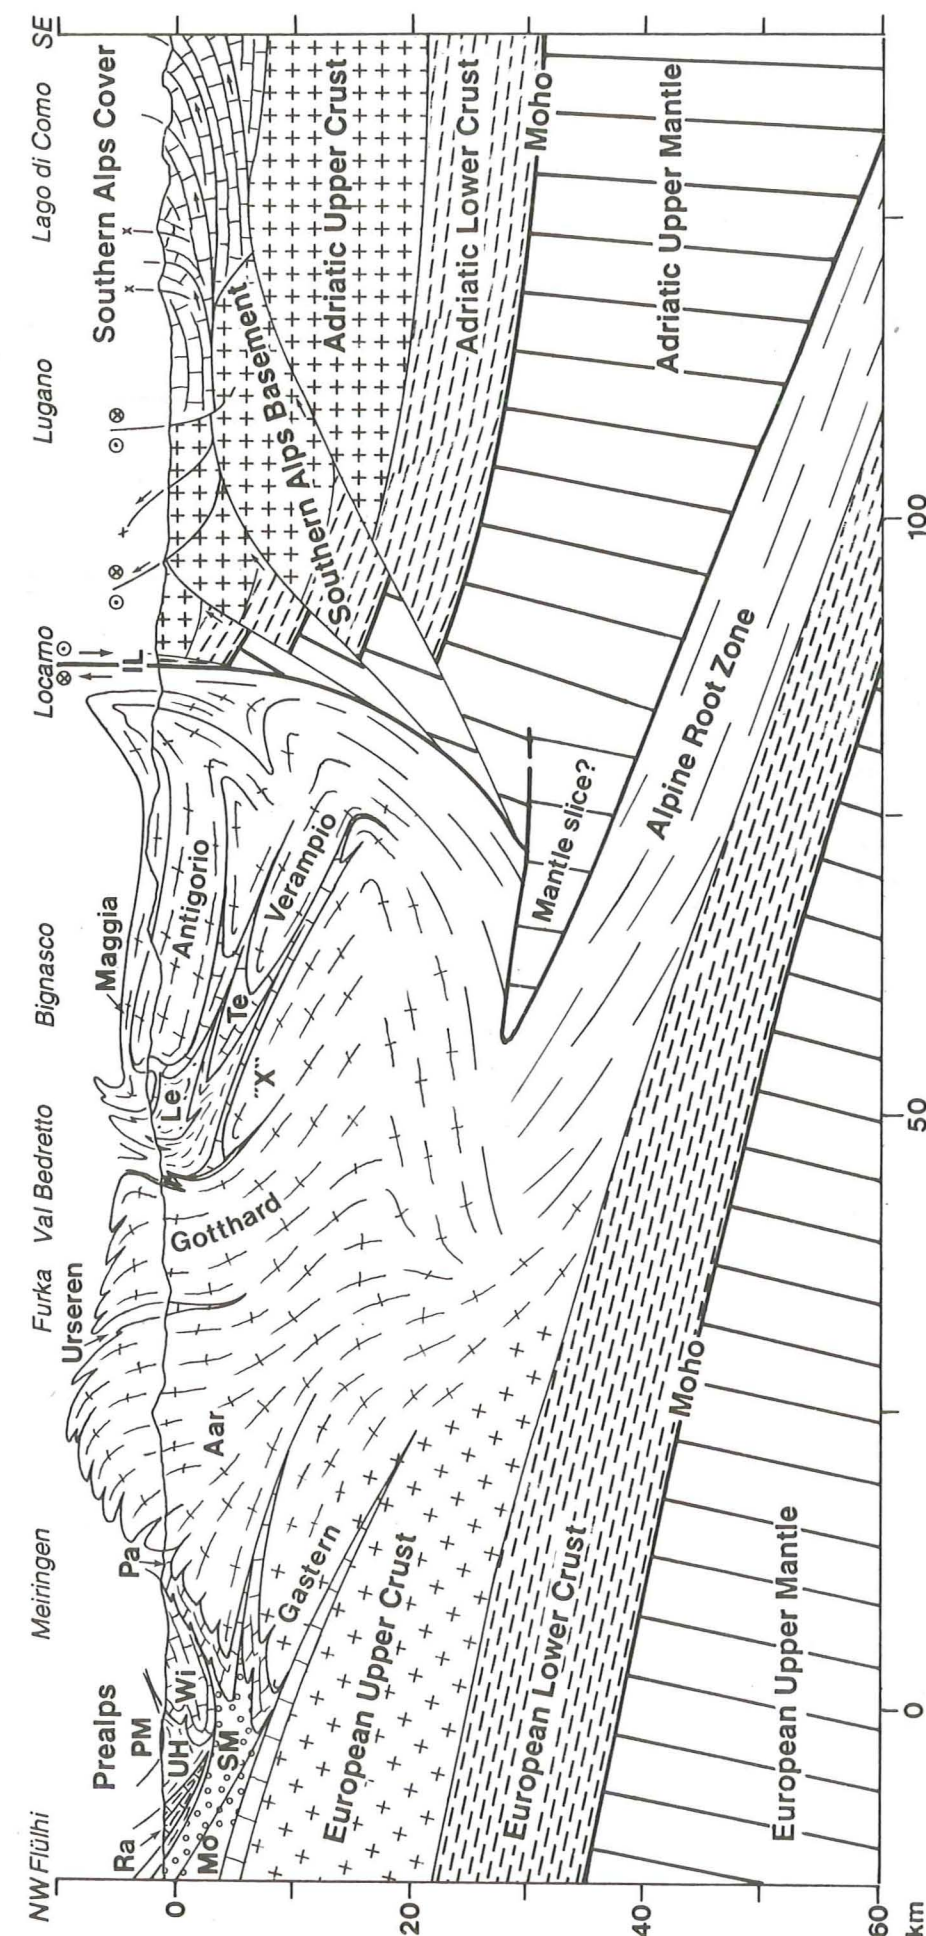 NW Flülhi
Meiringen
Furka
Val Bedretto
Bignasco
Locarno
Lugano
Lago di Como
SE
Prealps
Urseren
Maggia
Southern Alps Cover
Ra
PM
Pa
IL
0
Mo
UH
SM
Wi
Aar
Gotthard
Le
Te
"X"
Antigorio
Verampio
Gastern
Southern Alps Basement
Adriatic Upper Crust
20
European Upper Crust
Adriatic Lower Crust
Mantle slice?
Moho
European Lower Crust
Alpine Root Zone
Adriatic Upper Mantle
40
Moho
European Upper Mantle
60
km
0
50
100